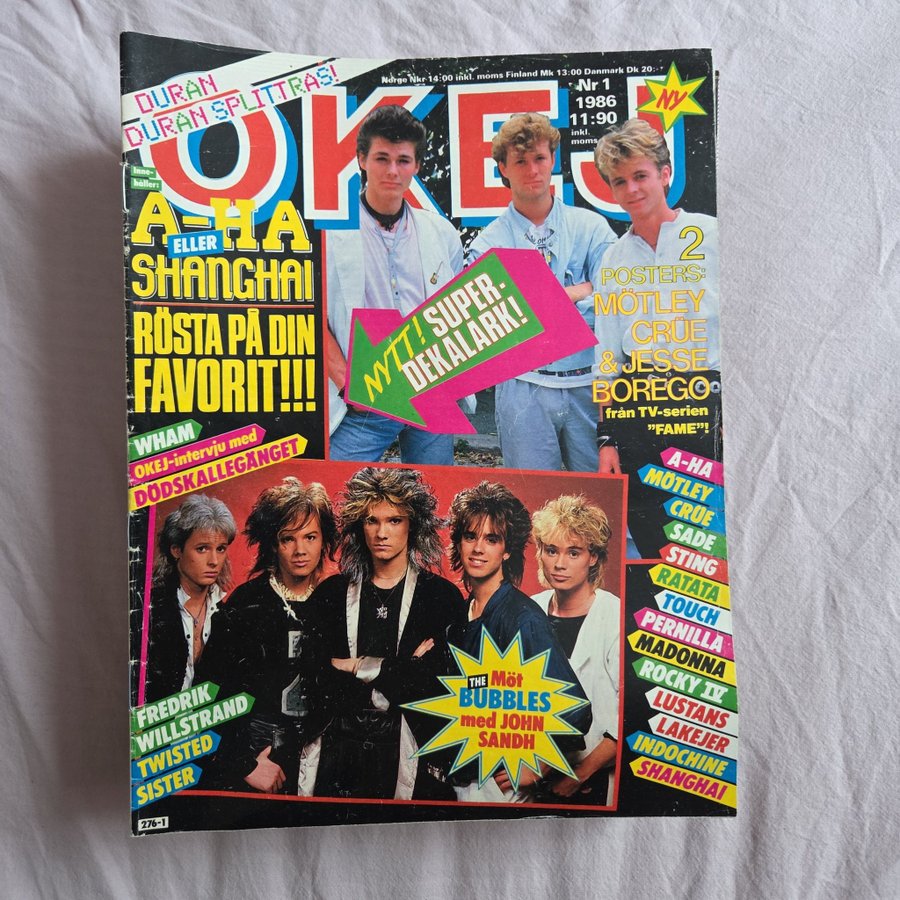 DURAN
DURAN SPLITTRAS!
Norge Nkr 14:00 inkl. moms Finland Mk 13:00 Danmark Dk 20:-
OKEJ
Nr 1
1986
11:90
inkl.
moms
NY
Inne-
håller:
A-HA
ELLER
SHANGHAI
RÖSTA PÅ DIN
FAVORIT!!!
NYTT! SUPER-
DEKALARK!
2
POSTERS:
MÖTLEY
CRÜE
& JESSE
BOREGO
från TV-serien
"FAME"!
WHAM
OKEJ-intervju med
DÖDSKALLEGÄNGET
A-HA
MÖTLEY
CRÜE
SADE
STING
RATATA
TOUCH
PERNILLA
MADONNA
ROCKY IV
LUSTANS
LAKEJER
INDOCHINE
SHANGHAI
Möt
THE BUBBLES
med JOHN
SANDH
FREDRIK
WILLSTRAND
TWISTED
SISTER
276-1